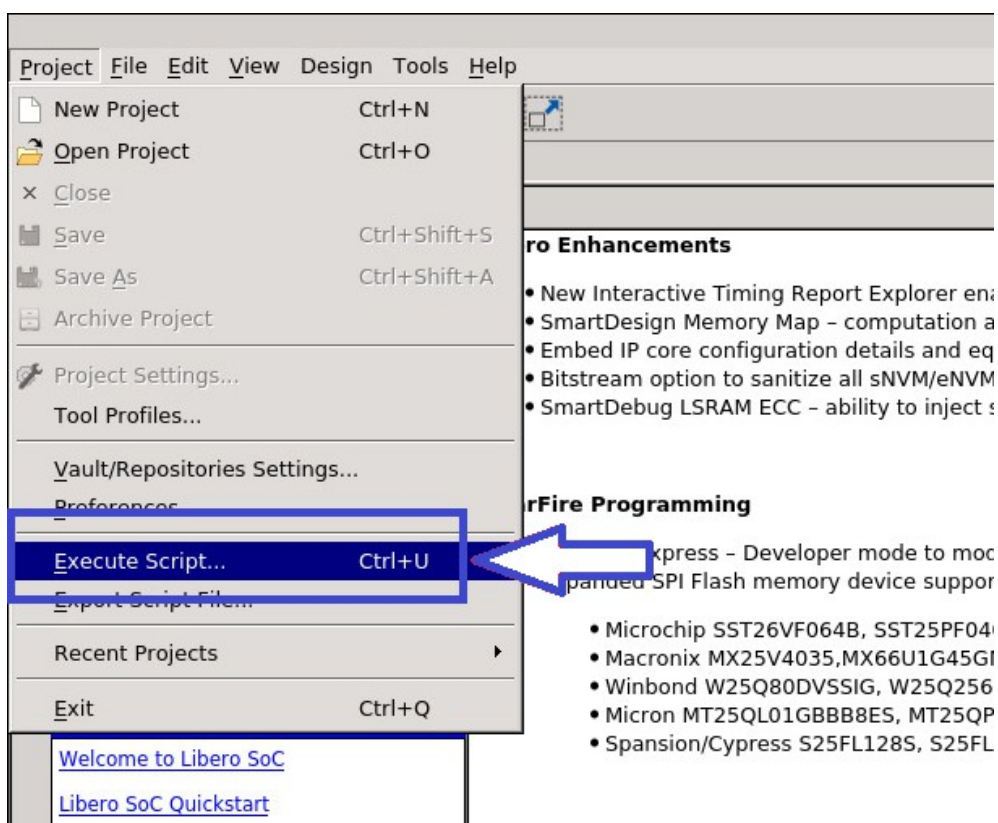 Project File Edit View Design Tools Help
New Project Ctrl+N
Open Project Ctrl+O
Close
Save Ctrl+Shift+S
Save As Ctrl+Shift+A
Archive Project
Project Settings...
Tool Profiles...
Vault/Repositories Settings...
Preferences
Execute Script... Ctrl+U
Export Script File...
Recent Projects
Exit Ctrl+Q
Welcome to Libero SoC
Libero SoC Quickstart
ro Enhancements
• New Interactive Timing Report Explorer ena
• SmartDesign Memory Map – computation a
• Embed IP core configuration details and eq
• Bitstream option to sanitize all sNVM/eNVM
• SmartDebug LSRAM ECC – ability to inject s
rFire Programming
xpress – Developer mode to mod
panded SPI Flash memory device suppor
• Microchip SST26VF064B, SST25PF04
• Macronix MX25V4035,MX66U1G45G
• Winbond W25Q80DVSSIG, W25Q256
• Micron MT25QL01GBBB8ES, MT25QP
• Spansion/Cypress S25FL128S, S25FL